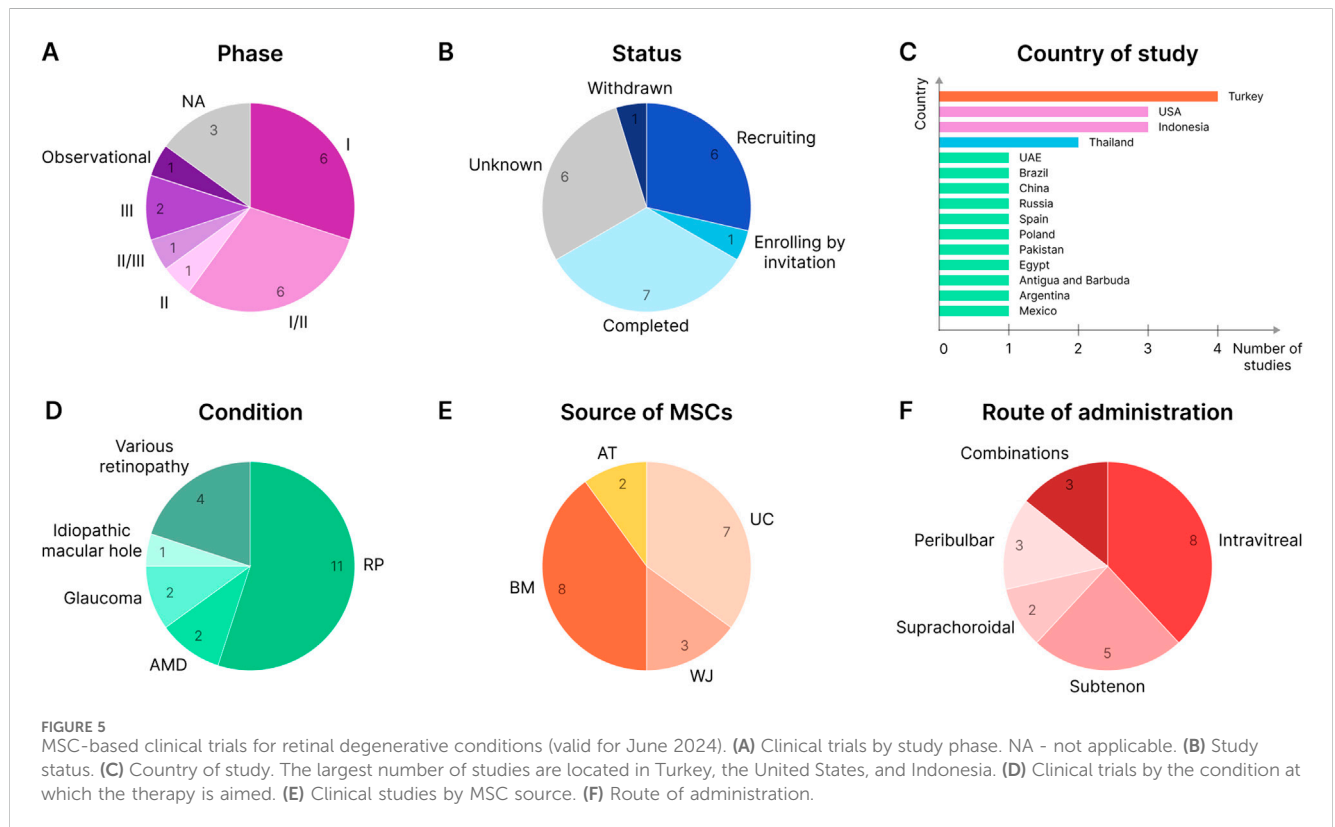 A
Phase
NA
3
I
6
Observational
1
III
2
II/III
1
II
1
I/II
6
B
Status
Withdrawn
1
Recruiting
6
Unknown
6
Enrolling by
invitation
1
Completed
7
C
Country of study
Country
Turkey
USA
Indonesia
Thailand
UAE
Brazil
China
Russia
Spain
Poland
Pakistan
Egypt
Antigua and Barbuda
Argentina
Mexico
0 1 2 3 4
Number of
studies
D
Condition
Various
retinopathy
4
Idiopathic
macular hole
1
Glaucoma
2
AMD
2
RP
11
E
Source of MSCs
AT
2
UC
7
BM
8
WJ
3
F
Route of administration
Combinations
3
Intravitreal
8
Peribulbar
3
Suprachoroidal
2
Subtenon
5
FIGURE 5
MSC-based clinical trials for retinal degenerative conditions (valid for June 2024). (A) Clinical trials by study phase. NA - not applicable. (B) Study
status. (C) Country of study. The largest number of studies are located in Turkey, the United States, and Indonesia. (D) Clinical trials by the condition at
which the therapy is aimed. (E) Clinical studies by MSC source. (F) Route of administration.